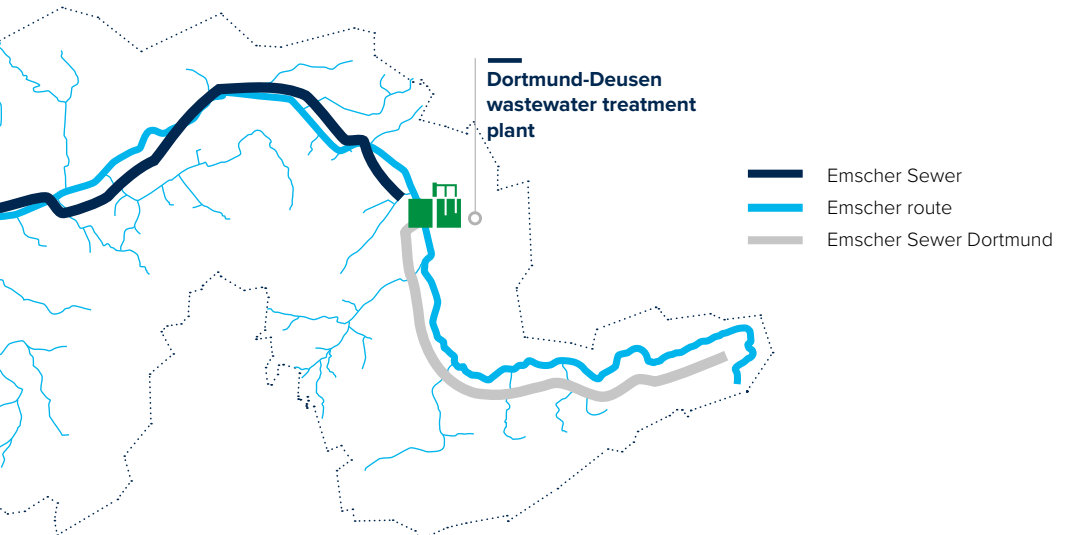 Dortmund-Deusen
wastewater treatment
plant
Emscher Sewer
Emscher route
Emscher Sewer Dortmund